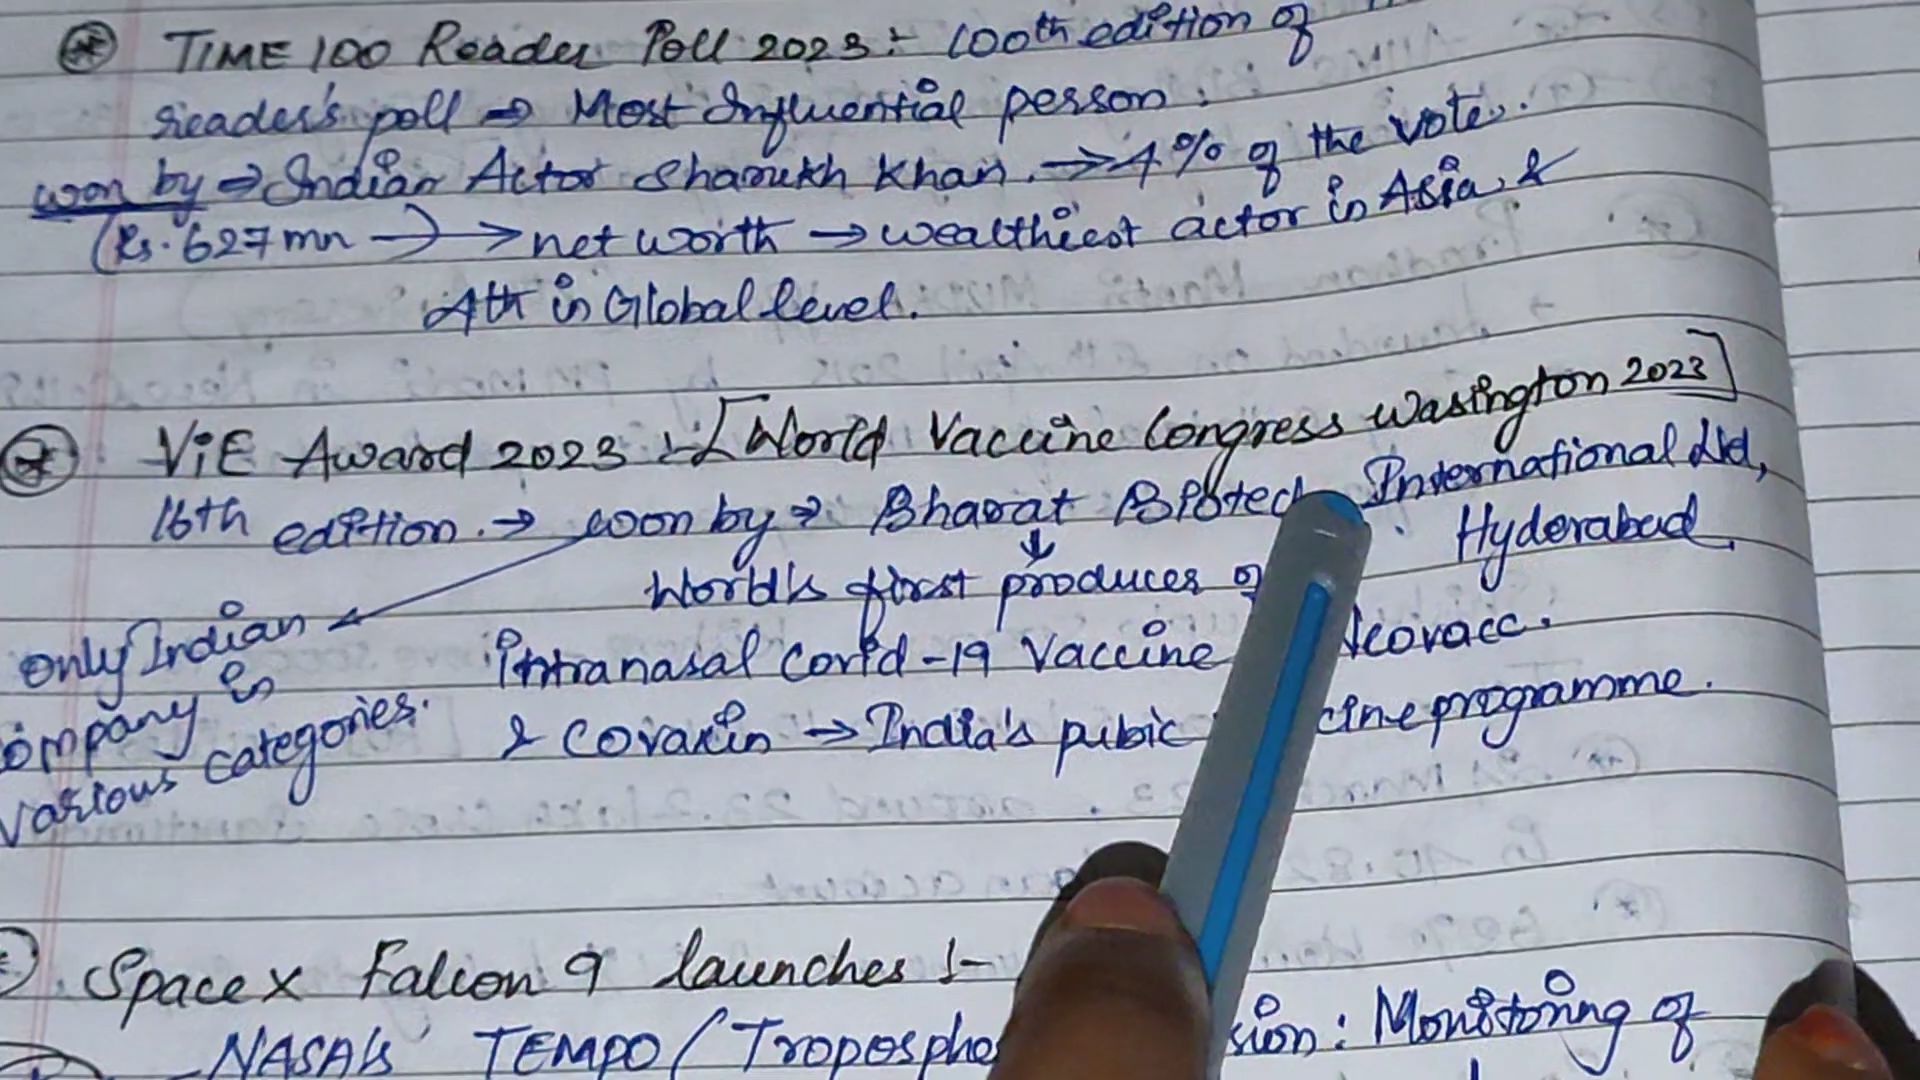 TIME 100 Reader Poll 2023 :- 100th edition of
reader's poll → Most Influential person.
won by → Indian Actor Sharukh Khan. → 4% of the vote.
(Rs. 627 mn → > net worth → wealthiest actor in Asia, &
4th in Global level.
ViE Award 2023 :- [World Vaccine Congress Wasington 2023]
16th edition. → won by → Bharat Biotech International Ltd,
Hyderabad.
World's first produces of
intranasal Covid-19 Vaccine
& Covaxin → India's pubic cine programme.
only Indian
ompany in
various categories.
SpaceX Falcon 9 launches :-
NASA's TEMPO (Troposphe sion : Monitoring of